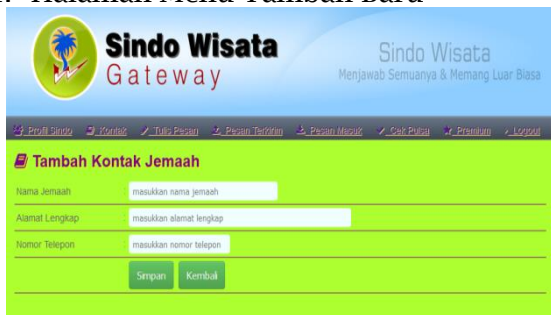 Halaman Menu Tambah Baru
Sindo Wisata
Gateway
Sindo Wisata
Menjawab Semuanya & Memang Luar Biasa
Profil Sindo Kontak Tulis Pesan Pesan Terkirim Pesan Masuk Cek Pulsa Premium Logout
Tambah Kontak Jemaah
Nama Jemaah : masukkan nama jemaah
Alamat Lengkap : masukkan alamat lengkap
Nomor Telepon : masukkan nomor telepon
Simpan Kembali